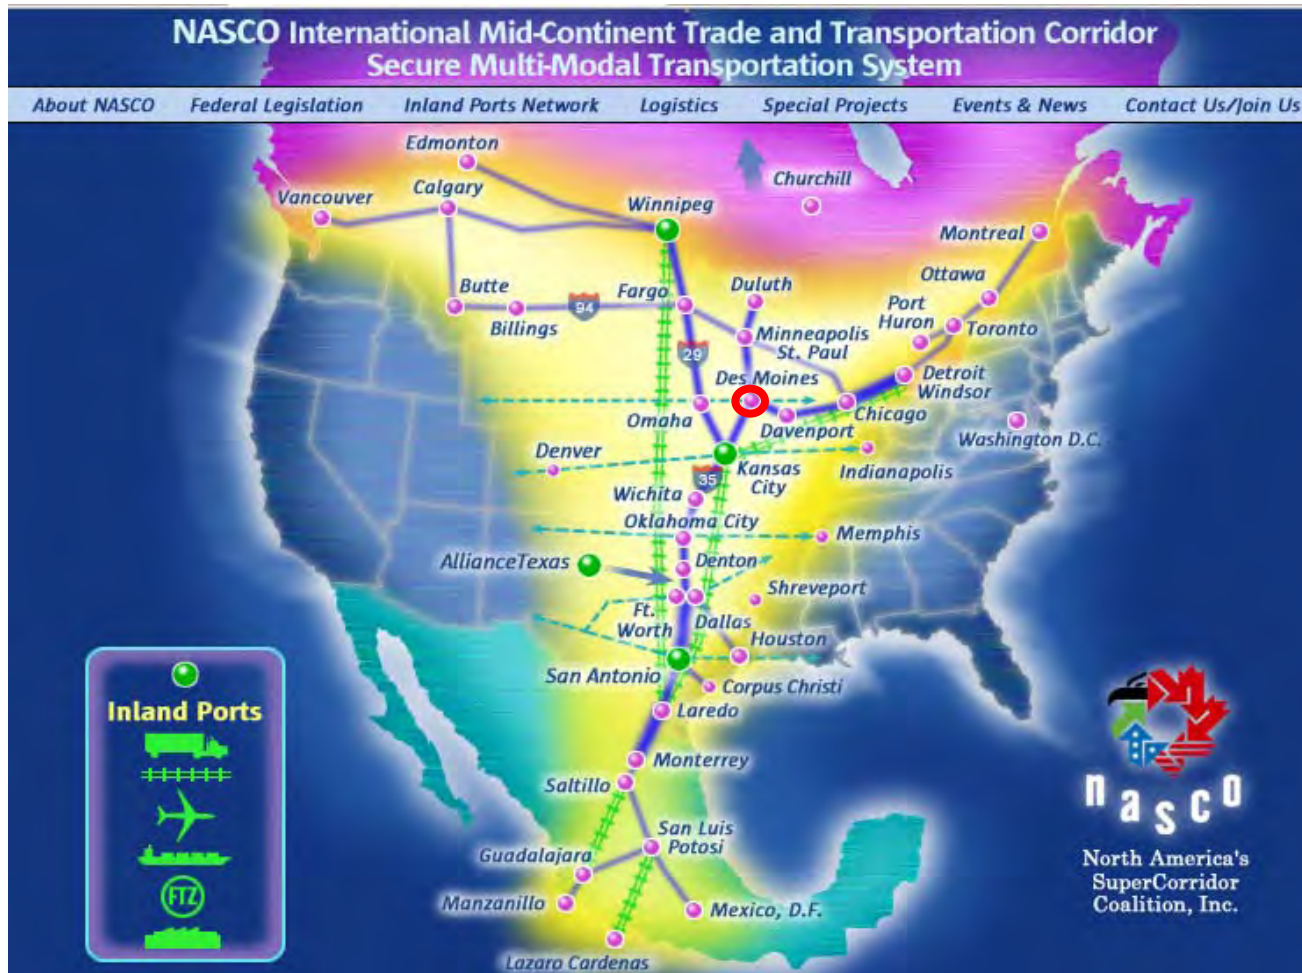 NASCO International Mid-Continent Trade and Transportation Corridor
Secure Multi-Modal Transportation System
About NASCO Federal Legislation Inland Ports Network Logistics Special Projects Events & News Contact Us/Join Us
Edmonton
Calgary
Vancouver
Winnipeg
Churchill
Montreal
Ottawa
Butte
Billings
94
Fargo
Duluth
Port
Huron
Toronto
Minneapolis
St. Paul
29
Des Moines
Detroit
Windsor
Omaha
Davenport
Chicago
Washington D.C.
Denver
Kansas
City
Indianapolis
35
Wichita
Oklahoma City
Memphis
AllianceTexas
Denton
Shreveport
Ft.
Worth
Dallas
Houston
San Antonio
Corpus Christi
Laredo
Monterrey
Saltillo
San Luis
Potosi
Guadalajara
Manzanillo
Mexico, D.F.
Lazaro Cardenas
Inland Ports
FTZ
nasco
North America's
SuperCorridor
Coalition, Inc.